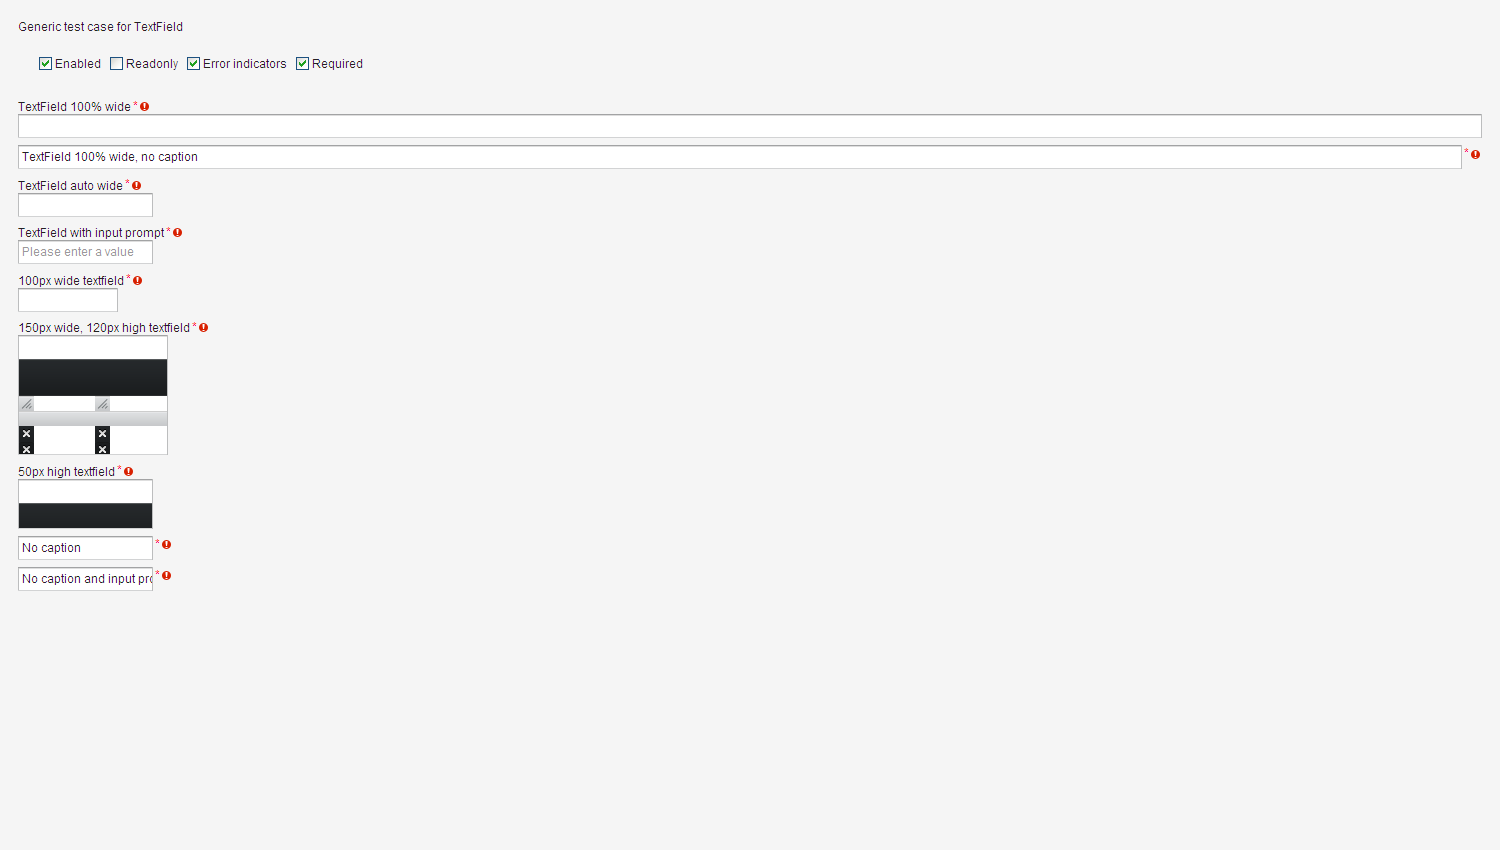 Generic test case for TextField
Enabled Readonly Error indicators Required
TextField 100% wide *
TextField 100% wide, no caption *
TextField auto wide *
TextField with input prompt *
Please enter a value
100px wide textfield *
150px wide, 120px high textfield *
50px high textfield *
No caption *
No caption and input pro *